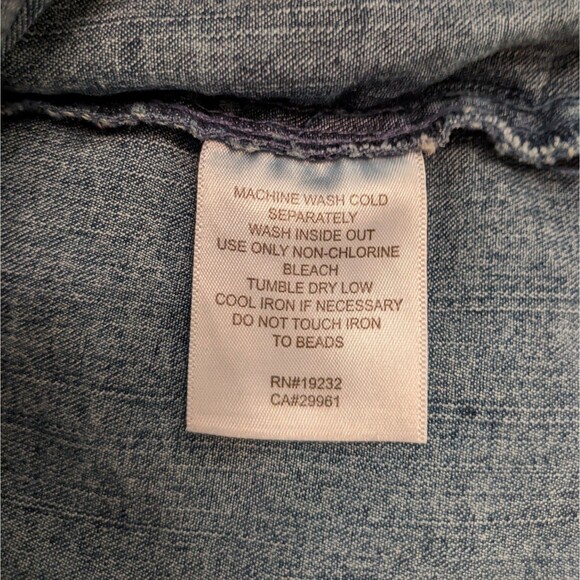 MACHINE WASH COLD
SEPARATELY
WASH INSIDE OUT
USE ONLY NON-CHLORINE
BLEACH
TUMBLE DRY LOW
COOL IRON IF NECESSARY
DO NOT TOUCH IRON
TO BEADS
RN#19232
CA#29961